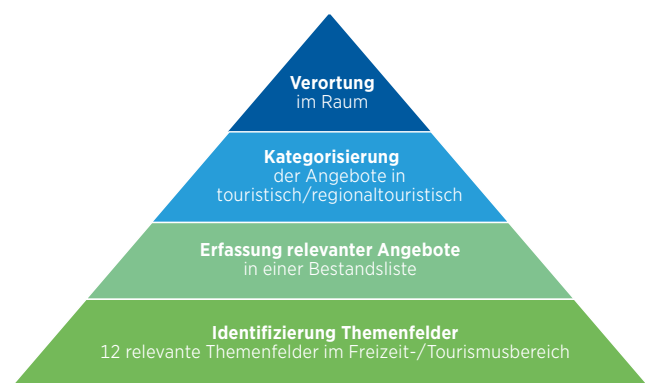 Verortung
im Raum
Kategorisierung
der Angebote in
touristisch/regionaltouristisch
Erfassung relevanter Angebote
in einer Bestandsliste
Identifizierung Themenfelder
12 relevante Themenfelder im Freizeit-/Tourismusbereich